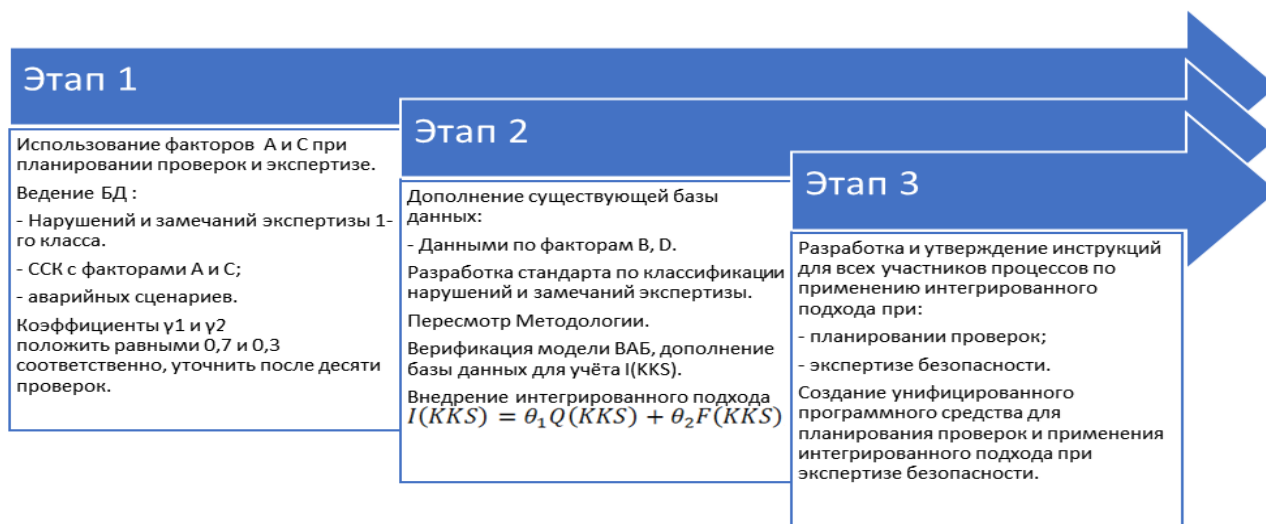 Этап 1
Использование факторов А и С при
планировании проверок и экспертизе.
Ведение БД :
- Нарушений и замечаний экспертизы 1-
го класса.
- ССК с факторами А и С;
- аварийных сценариев.
Коэффициенты γ1 и γ2
положить равными 0,7 и 0,3
соответственно, уточнить после десяти
проверок.
Этап 2
Дополнение существующей базы
данных:
- Данными по факторам B, D.
Разработка стандарта по классификации
нарушений и замечаний экспертизы.
Пересмотр Методологии.
Верификация модели ВАБ, дополнение
базы данных для учёта I(KKS).
Внедрение интегрированного подхода
I(KKS) = θ₁Q(KKS) + θ₂F(KKS)
Этап 3
Разработка и утверждение инструкций
для всех участников процессов по
применению интегрированного
подхода при:
- планировании проверок;
- экспертизе безопасности.
Создание унифицированного
программного средства для
планирования проверок и применения
интегрированного подхода при
экспертизе безопасности.